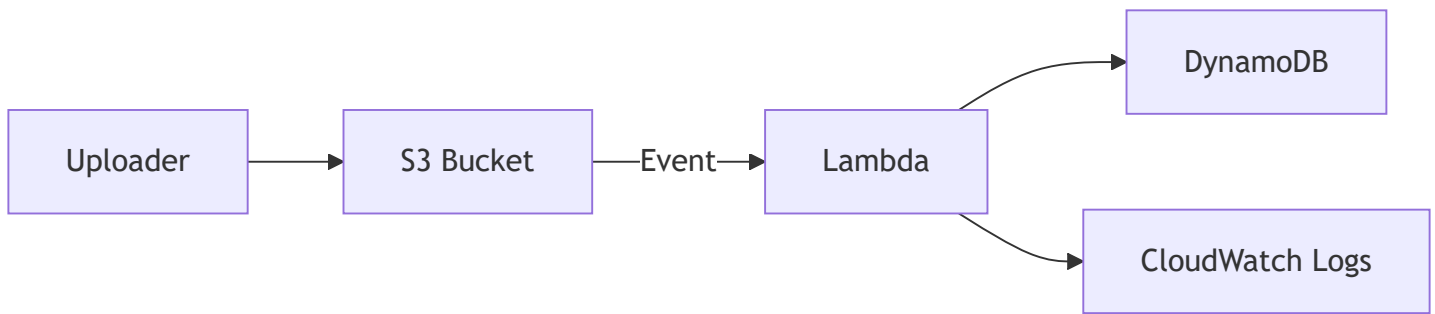 Uploader
S3 Bucket
Event
Lambda
DynamoDB
CloudWatch Logs